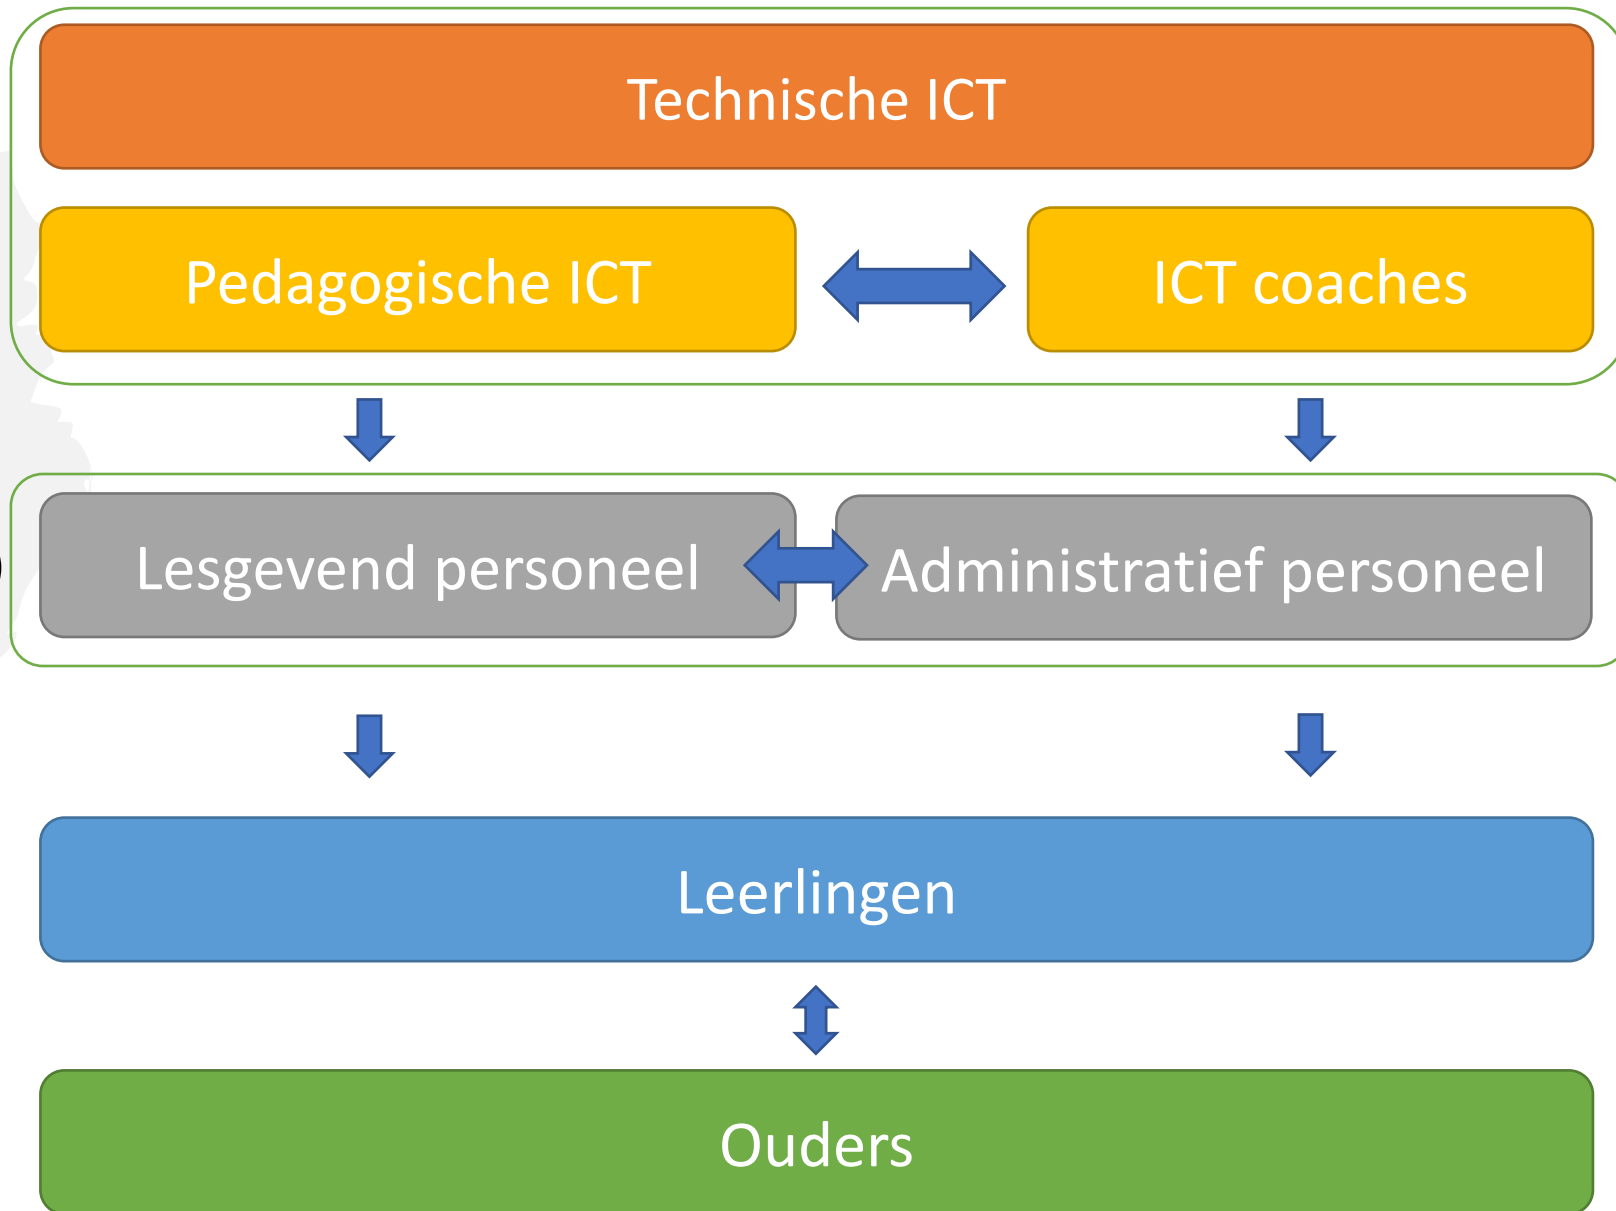 Technische ICT
Pedagogische ICT
ICT coaches
Lesgevend personeel
Administratief personeel
Leerlingen
Ouders